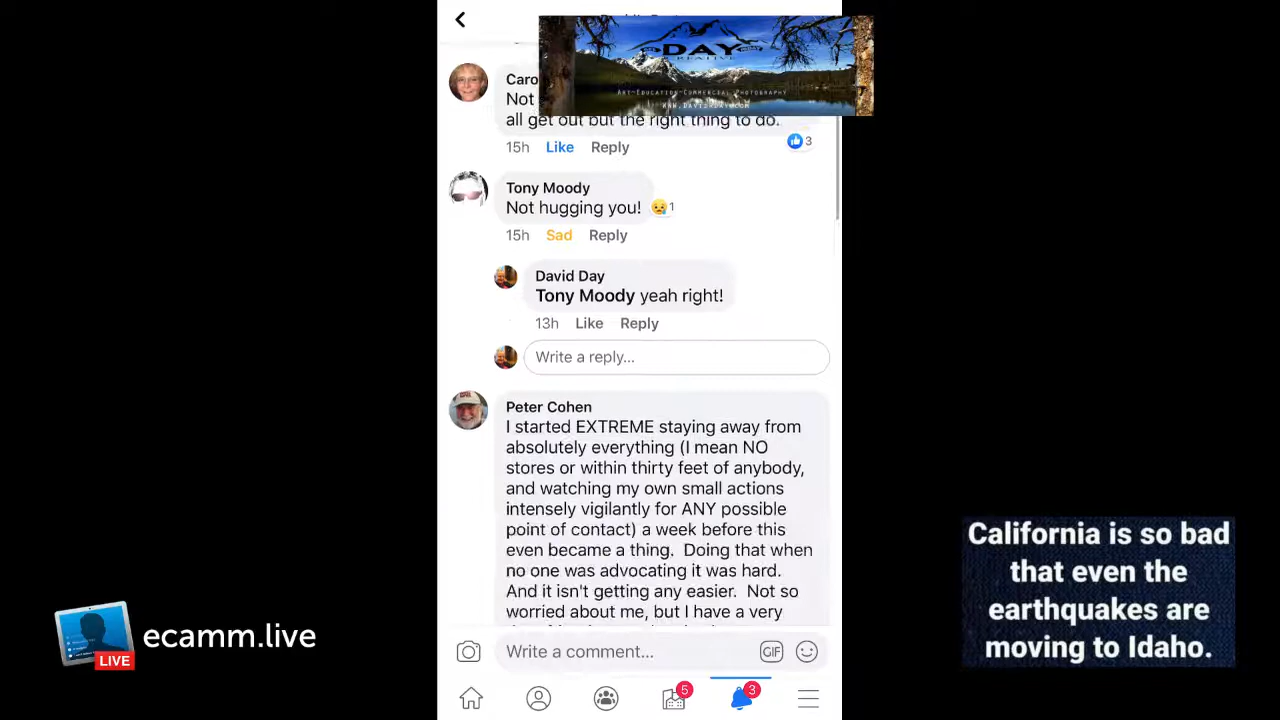 DAY
Art-Education-Commercial Photography
Caro
Not
all get out but the right thing to do.
15h Like Reply 3
Tony Moody
Not hugging you! 1
15h Sad Reply
David Day
Tony Moody yeah right!
13h Like Reply
Write a reply...
Peter Cohen
I started EXTREME staying away from
absolutely everything (I mean NO
stores or within thirty feet of anybody,
and watching my own small actions
intensely vigilantly for ANY possible
point of contact) a week before this
even became a thing. Doing that when
no one was advocating it was hard.
And it isn't getting any easier. Not so
worried about me, but I have a very
Write a comment... GIF
5 3
LIVE
ecamm.live
California is so bad
that even the
earthquakes are
moving to Idaho.